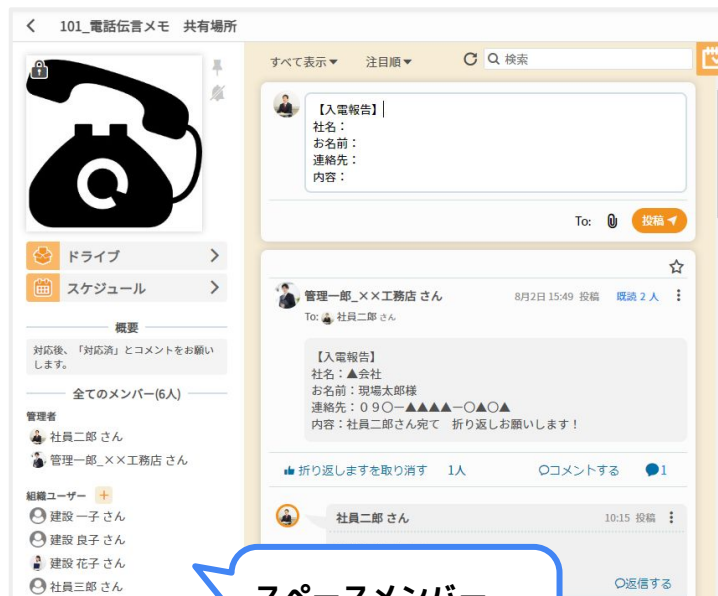 101_電話伝言メモ 共有場所
ドライブ
スケジュール
概要
対応後、「対応済」とコメントをお願い
します。
全てのメンバー(6人)
管理者
社員二郎 さん
管理一郎_××工務店 さん
組織ユーザー +
建設 一子 さん
建設 良子 さん
建設 花子 さん
社員三郎 さん
すべて表示▼ 注目順▼ 検索
【入電報告】
社名:
お名前:
連絡先:
内容:
To: 投稿
管理一郎_××工務店 さん 8月2日 15:49 投稿 既読 2 人
To: 社員二郎 さん
【入電報告】
社名:▲会社
お名前:現場太郎様
連絡先:090ー▲▲▲▲ー〇▲〇▲
内容:社員二郎さん宛て 折り返しお願いします!
折り返しますを取り消す 1人 コメントする 1
社員二郎 さん 10:15 投稿
返信する
スペースメンバー